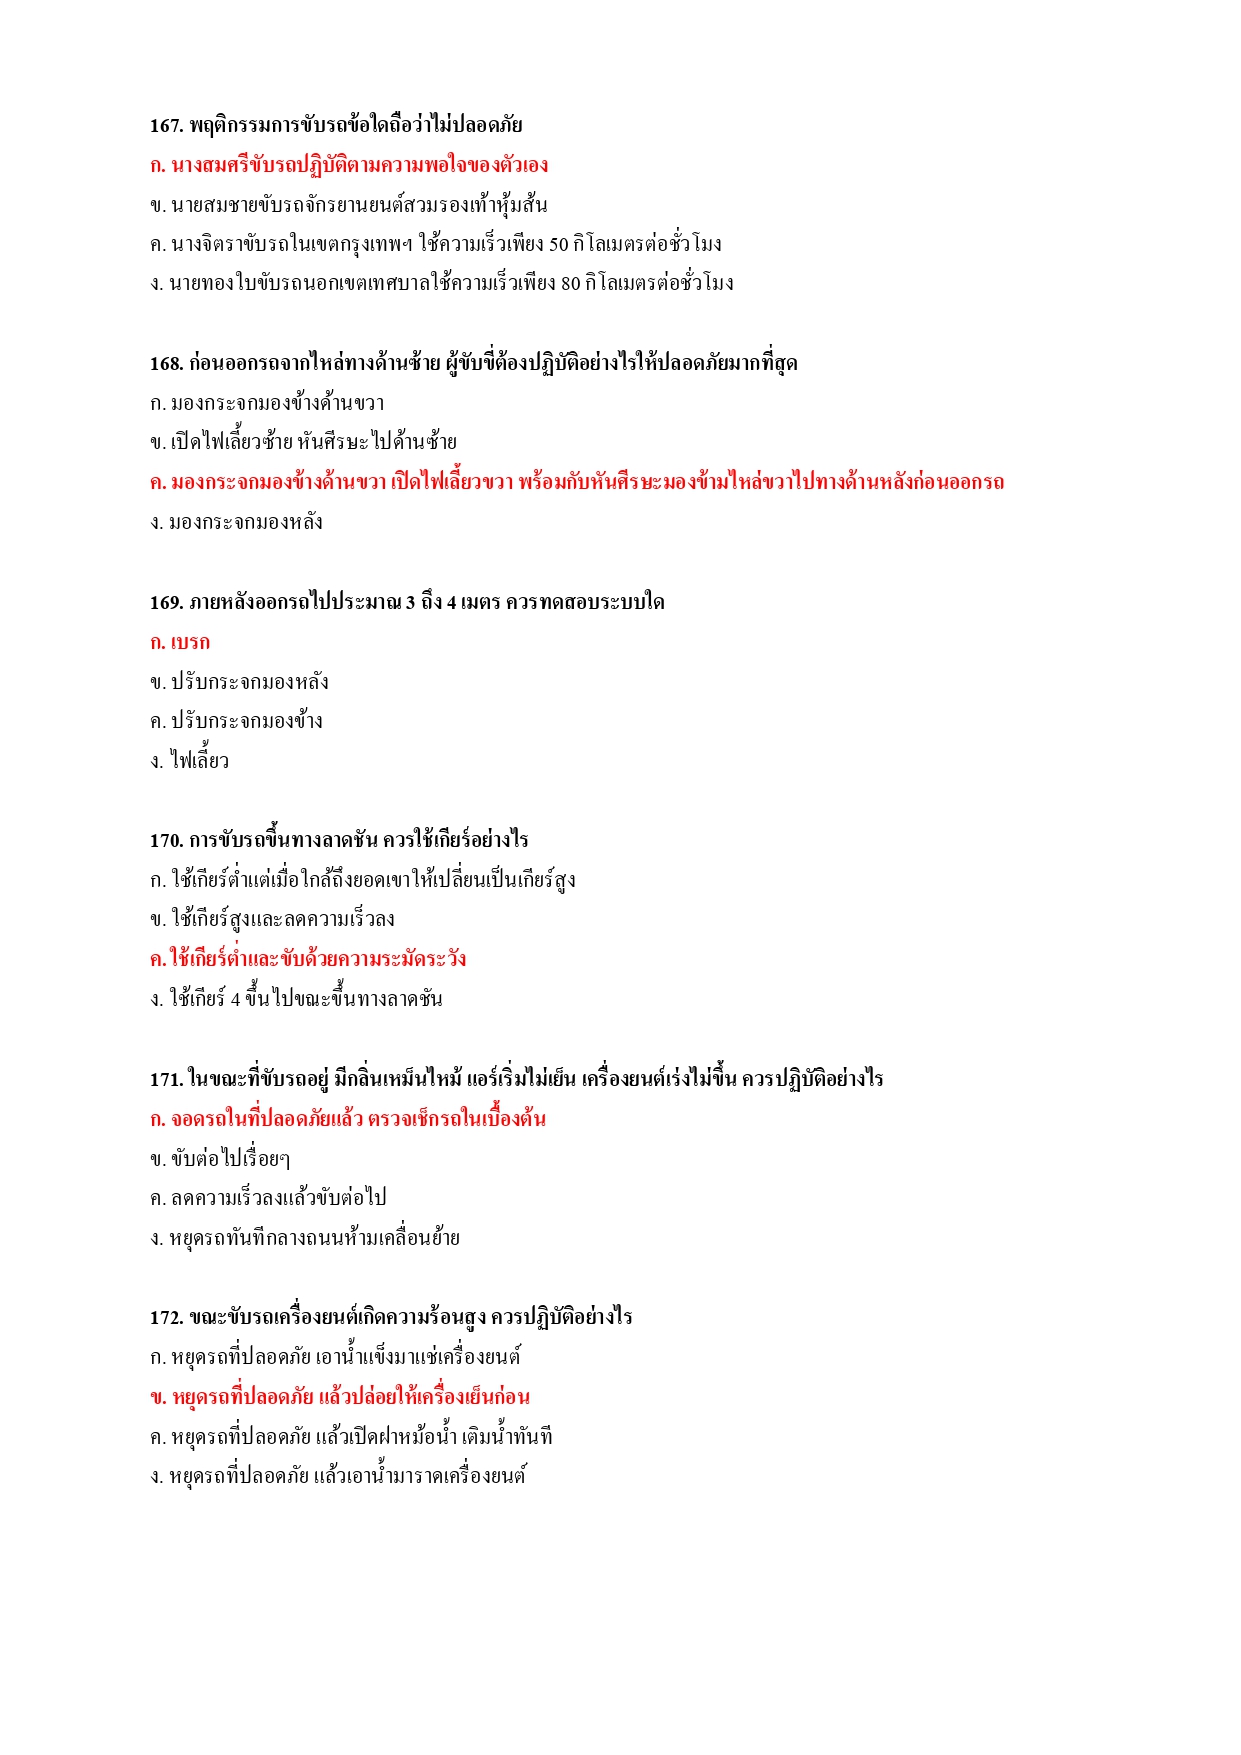 167. พฤติกรรมการขับรถข้อใดถือว่าไม่ปลอดภัย
ก. นางสมศรีขับรถปฏิบัติตามความพอใจของตัวเอง
ข. นายสมชายขับรถจักรยานยนต์สวมรองเท้าหุ้มส้น
ค. นางจิตราขับรถในเขตกรุงเทพฯ ใช้ความเร็วเพียง 50 กิโลเมตรต่อชั่วโมง
ง. นายทองใบขับรถนอกเขตเทศบาลใช้ความเร็วเพียง 80 กิโลเมตรต่อชั่วโมง
168. ก่อนออกรถจากไหล่ทางด้านซ้าย ผู้ขับขี่ต้องปฏิบัติอย่างไรให้ปลอดภัยมากที่สุด
ก. มองกระจกมองข้างด้านขวา
ข. เปิดไฟเลี้ยวซ้าย หันศีรษะไปด้านซ้าย
ค. มองกระจกมองข้างด้านขวา เปิดไฟเลี้ยวขวา พร้อมกับหันศีรษะมองข้ามไหล่ขวาไปทางด้านหลังก่อนออกรถ
ง. มองกระจกมองหลัง
169. ภายหลังออกรถไปประมาณ 3 ถึง 4 เมตร ควรทดสอบระบบใด
ก. เบรก
ข. ปรับกระจกมองหลัง
ค. ปรับกระจกมองข้าง
ง. ไฟเลี้ยว
170. การขับรถขึ้นทางลาดชัน ควรใช้เกียร์อย่างไร
ก. ใช้เกียร์ต่ำแต่เมื่อใกล้ถึงยอดเขาให้เปลี่ยนเป็นเกียร์สูง
ข. ใช้เกียร์สูงและลดความเร็วลง
ค. ใช้เกียร์ต่ำและขับด้วยความระมัดระวัง
ง. ใช้เกียร์ 4 ขึ้นไปขณะขึ้นทางลาดชัน
171. ในขณะที่ขับรถอยู่ มีกลิ่นเหม็นไหม้ แอร์เริ่มไม่เย็น เครื่องยนต์เร่งไม่ขึ้น ควรปฏิบัติอย่างไร
ก. จอดรถในที่ปลอดภัยแล้ว ตรวจเช็กรถในเบื้องต้น
ข. ขับต่อไปเรื่อยๆ
ค. ลดความเร็วลงแล้วขับต่อไป
ง. หยุดรถทันทีกลางถนนห้ามเคลื่อนย้าย
172. ขณะขับรถเครื่องยนต์เกิดความร้อนสูง ควรปฏิบัติอย่างไร
ก. หยุดรถที่ปลอดภัย เอาน้ำแข็งมาแช่เครื่องยนต์
ข. หยุดรถที่ปลอดภัย แล้วปล่อยให้เครื่องเย็นก่อน
ค. หยุดรถที่ปลอดภัย แล้วเปิดฝาหม้อน้ำ เติมน้ำทันที
ง. หยุดรถที่ปลอดภัย แล้วเอาน้ำมาราดเครื่องยนต์